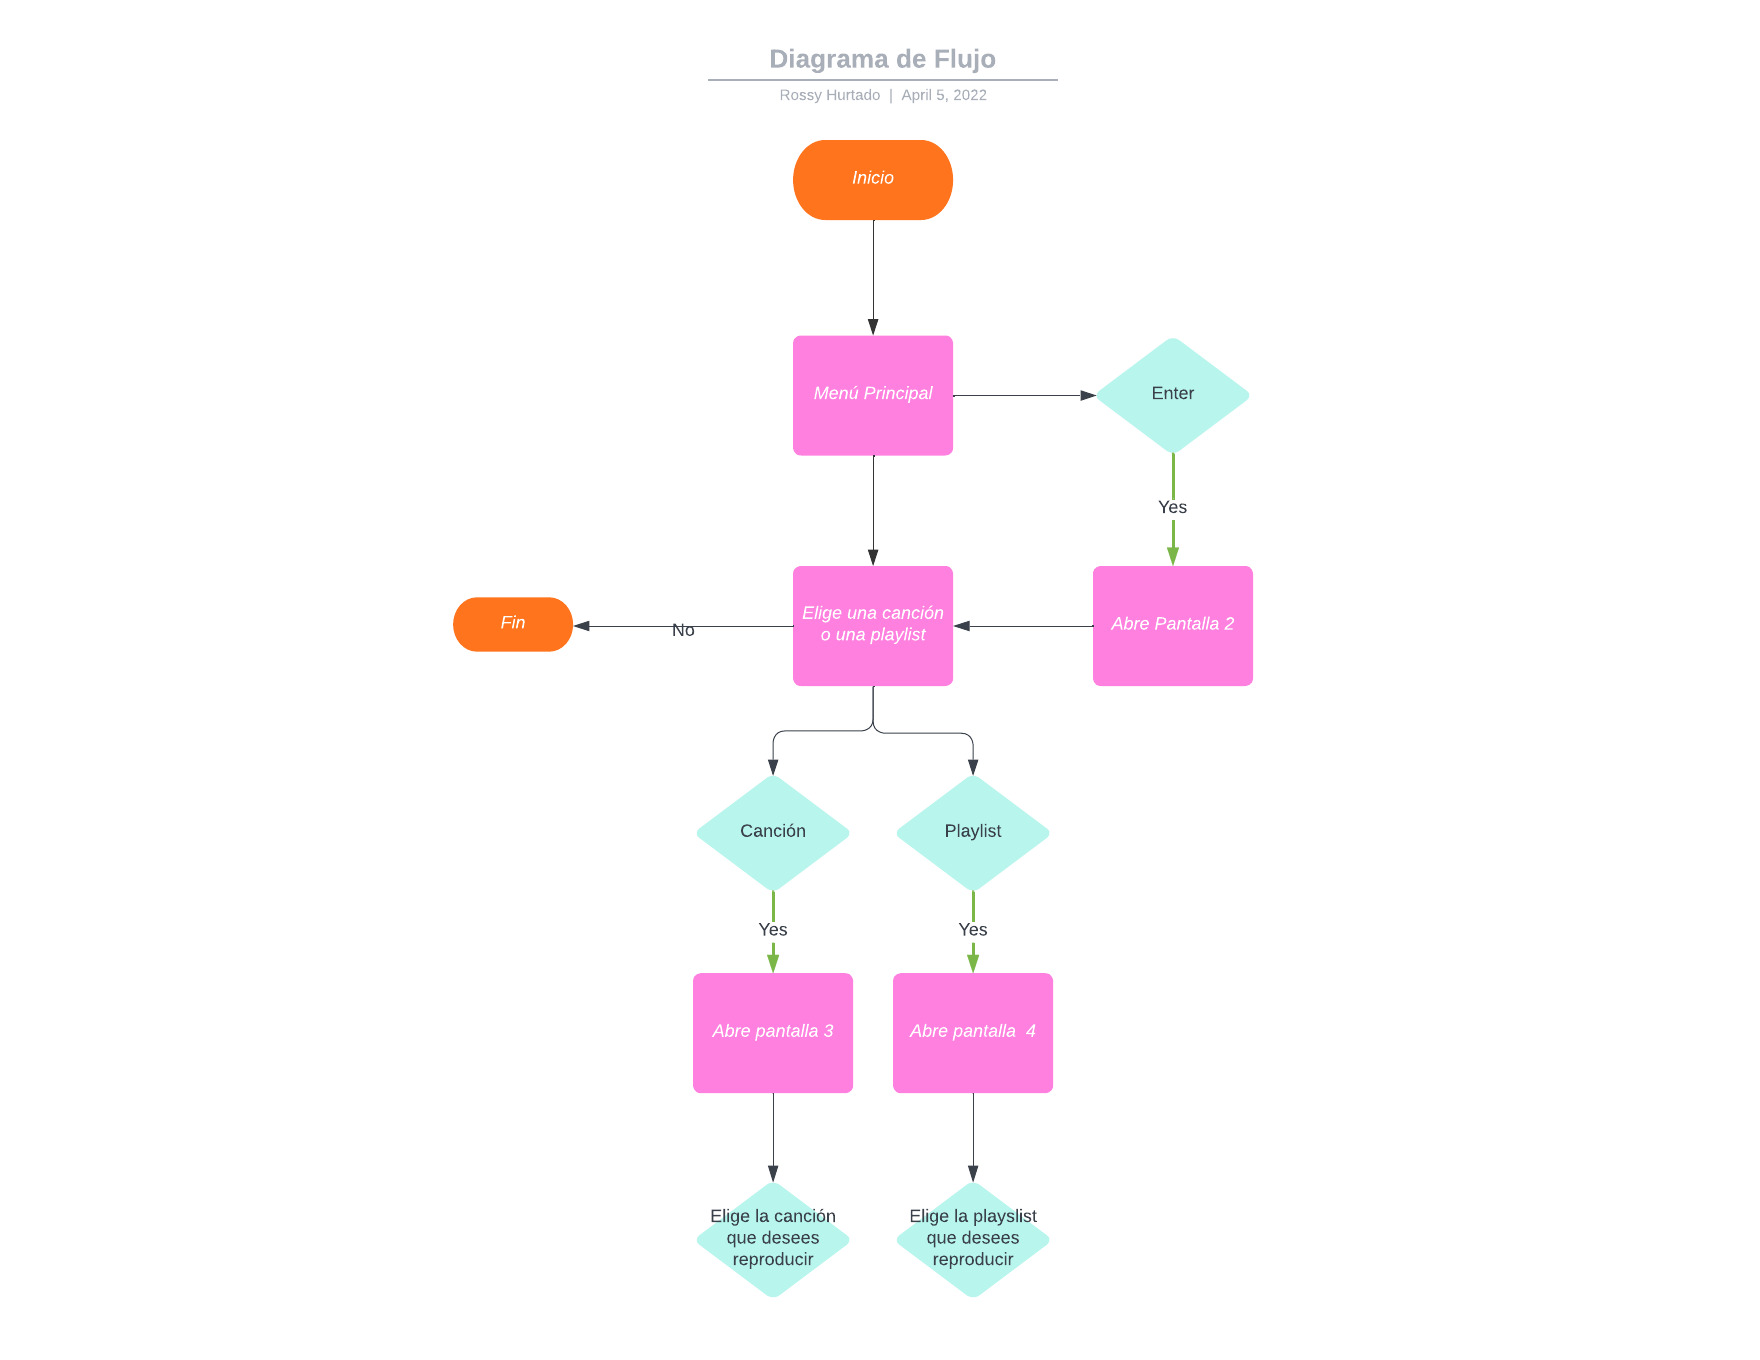 Diagrama de Flujo
Rossy Hurtado | April 5, 2022
Inicio
Menú Principal
Enter
Yes
Elige una canción
o una playlist
Abre Pantalla 2
No
Fin
Canción
Playlist
Yes
Yes
Abre pantalla 3
Abre pantalla 4
Elige la canción
que desees
reproducir
Elige la playslist
que desees
reproducir